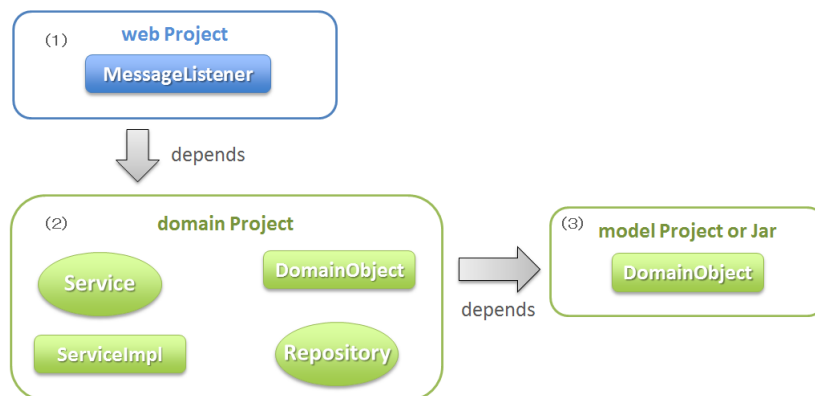 (1) web Project
MessageListener
depends
(2) domain Project
Service
DomainObject
ServiceImpl
Repository
depends
(3) model Project or Jar
DomainObject